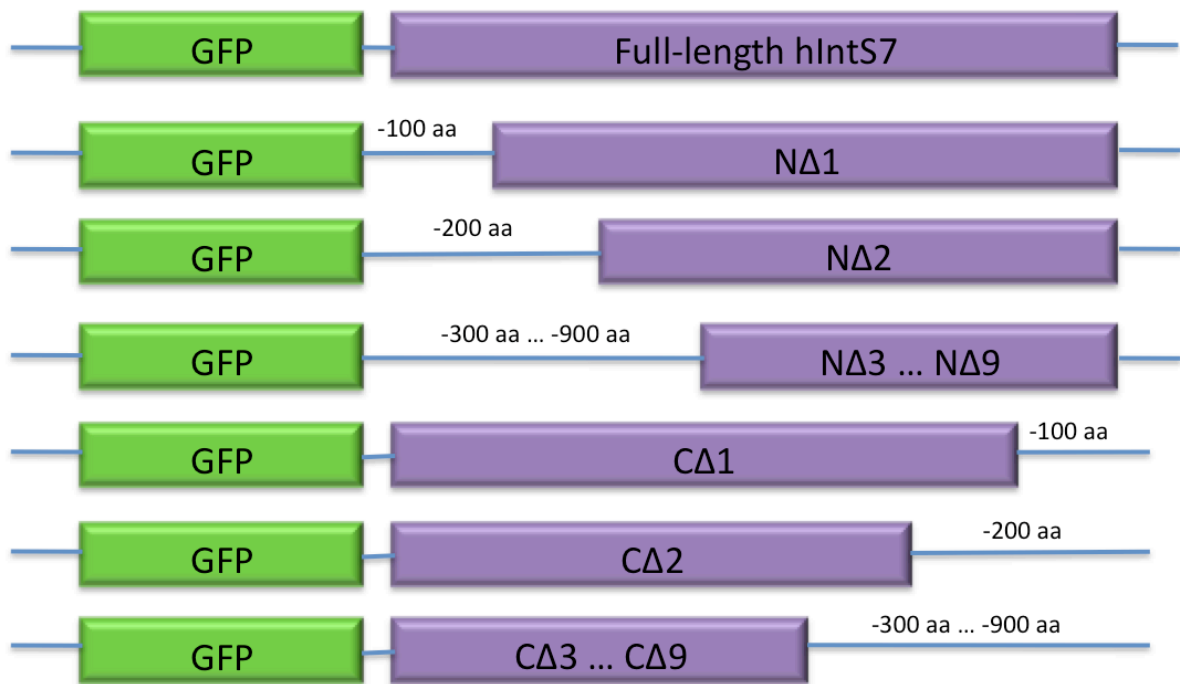 GFP Full-length hIntS7
-100 aa
GFP NΔ1
-200 aa
GFP NΔ2
-300 aa ... -900 aa
GFP NΔ3 ... NΔ9
-100 aa
GFP CΔ1
-200 aa
GFP CΔ2
-300 aa ... -900 aa
GFP CΔ3 ... CΔ9